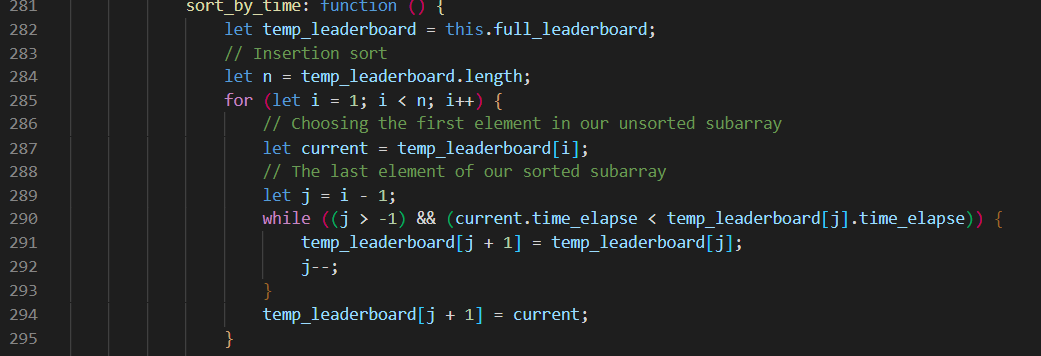 281 sort_by_time: function () {
282 let temp_leaderboard = this.full_leaderboard;
283 // Insertion sort
284 let n = temp_leaderboard.length;
285 for (let i = 1; i < n; i++) {
286 // Choosing the first element in our unsorted subarray
287 let current = temp_leaderboard[i];
288 // The last element of our sorted subarray
289 let j = i - 1;
290 while ((j > -1) && (current.time_elapse < temp_leaderboard[j].time_elapse)) {
291 temp_leaderboard[j + 1] = temp_leaderboard[j];
292 j--;
293 }
294 temp_leaderboard[j + 1] = current;
295 }